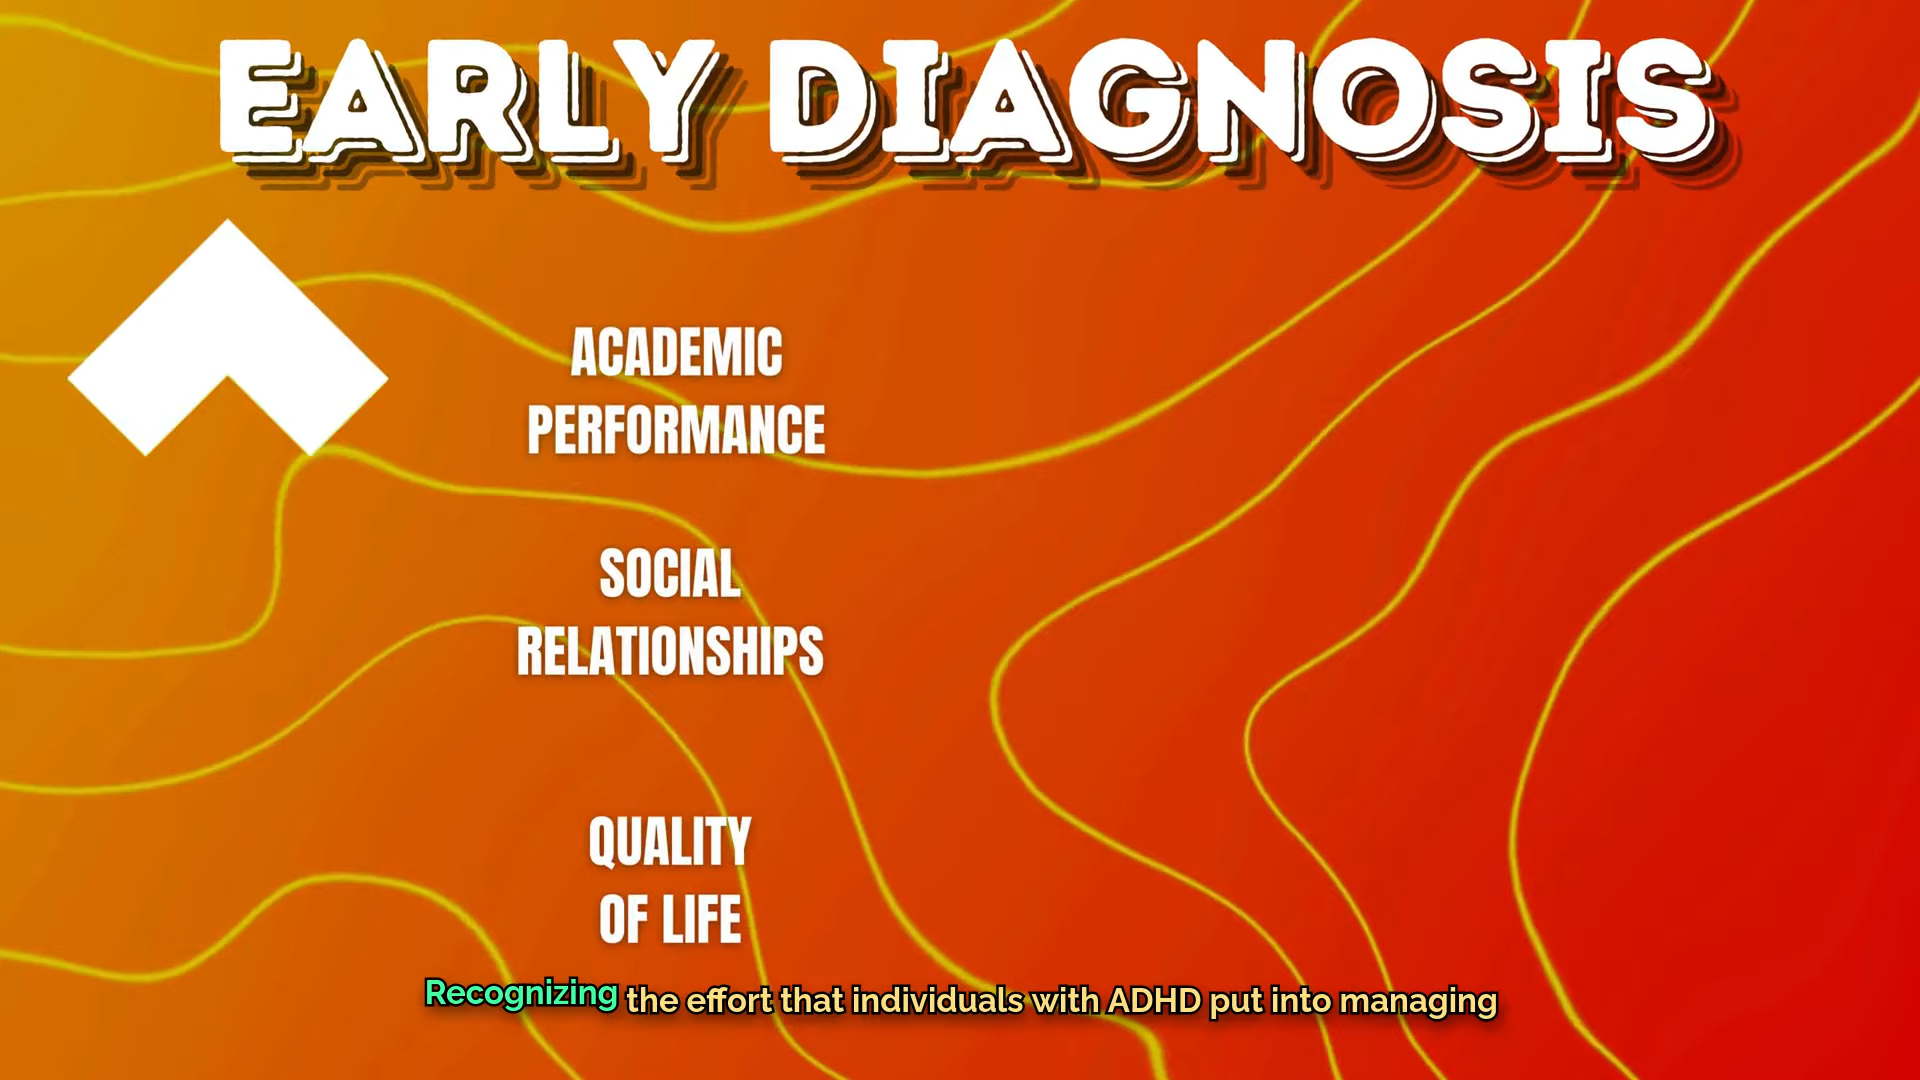 EARLY DIAGNOSIS
ACADEMIC
PERFORMANCE
SOCIAL
RELATIONSHIPS
QUALITY
OF LIFE
Recognizing the effort that individuals with ADHD put into managing